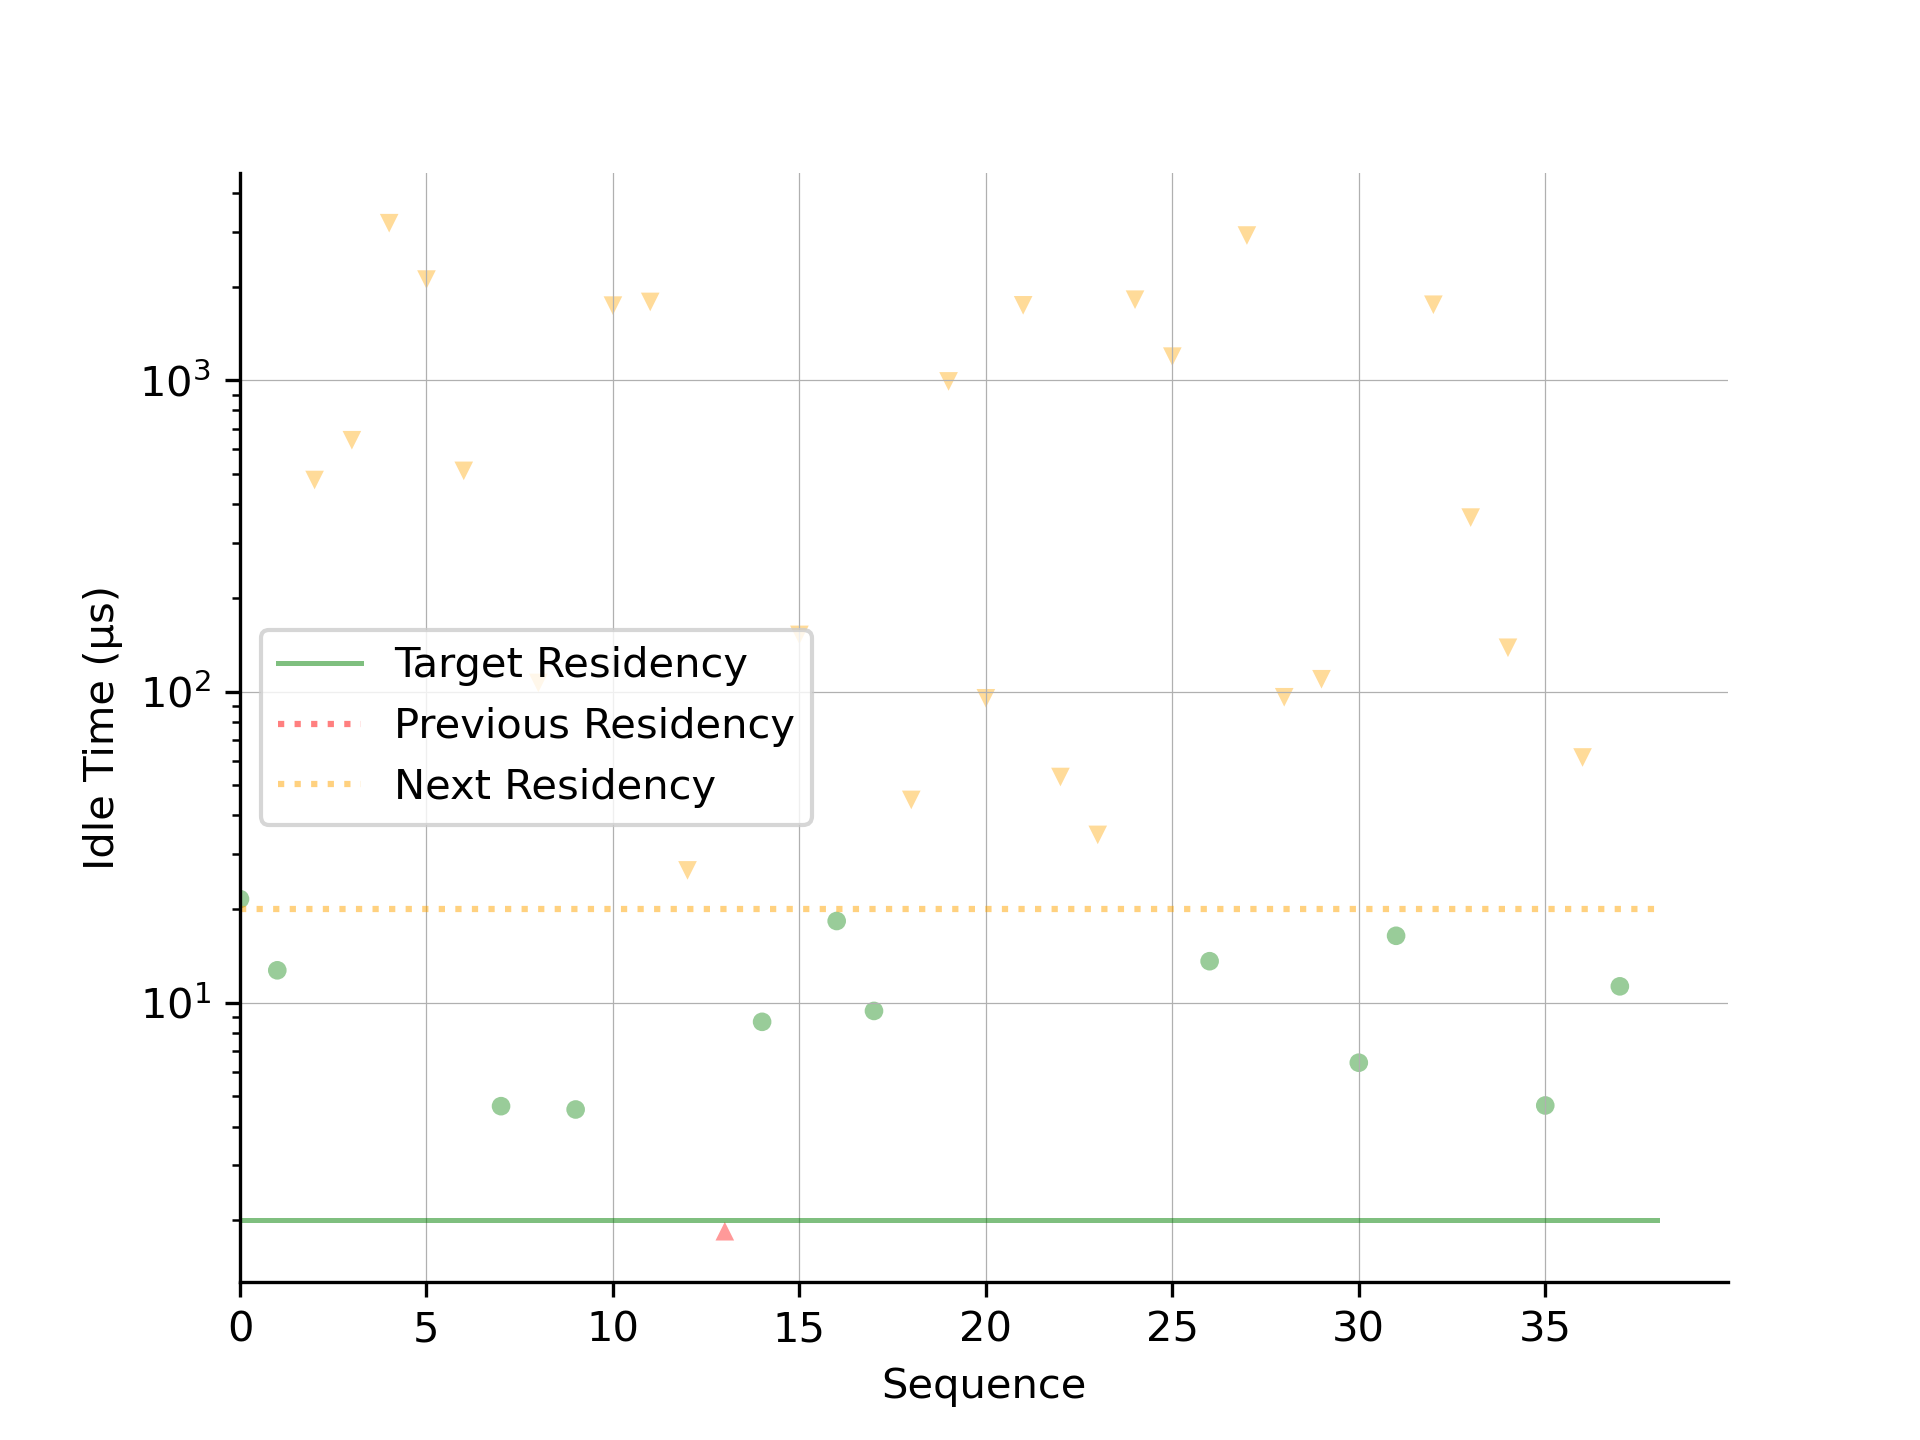 10³
10²
10¹
Idle Time (µs)
Target Residency
Previous Residency
Next Residency
0 5 10 15 20 25 30 35
Sequence